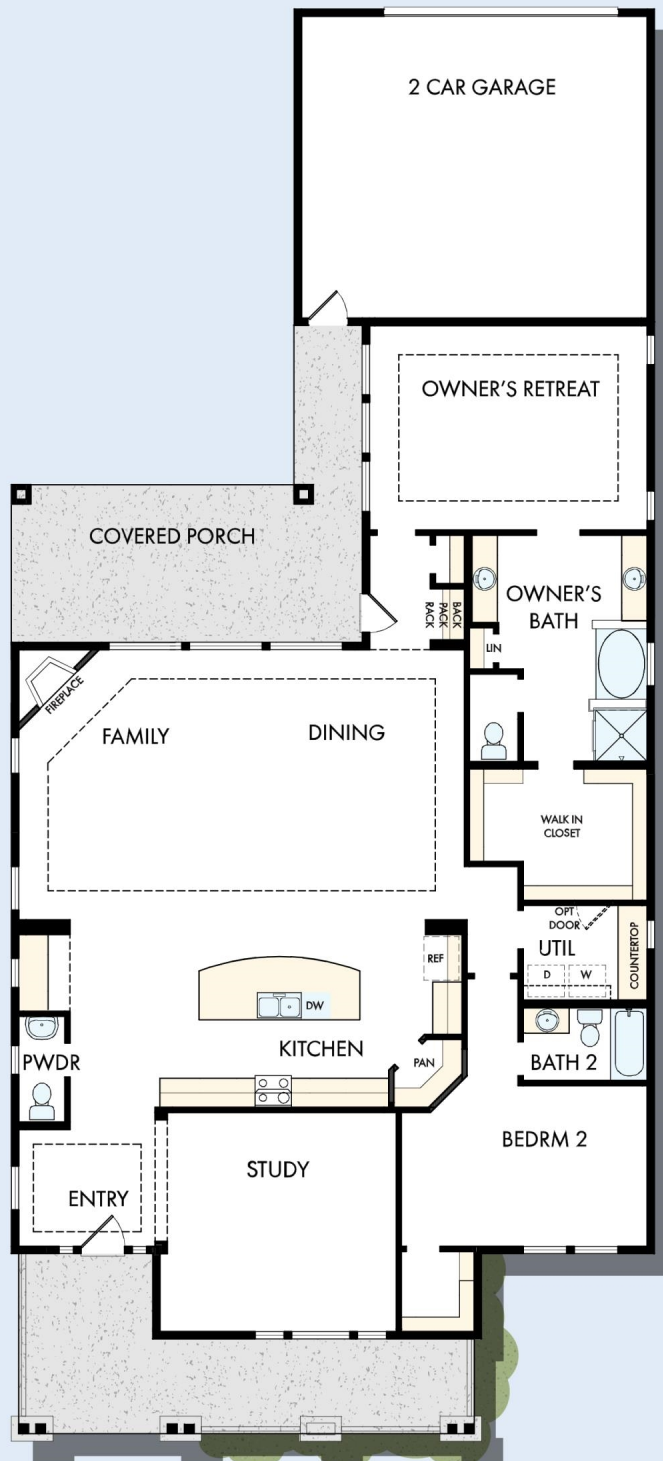 2 CAR GARAGE
OWNER'S RETREAT
COVERED PORCH
BACK
PACK
RACK
OWNER'S
BATH
LIN
FIREPLACE
FAMILY
DINING
WALK IN
CLOSET
OPT
DOOR
UTIL
COUNTERTOP
D
W
REF
DW
KITCHEN
PAN
PWDR
BATH 2
BEDRM 2
STUDY
ENTRY